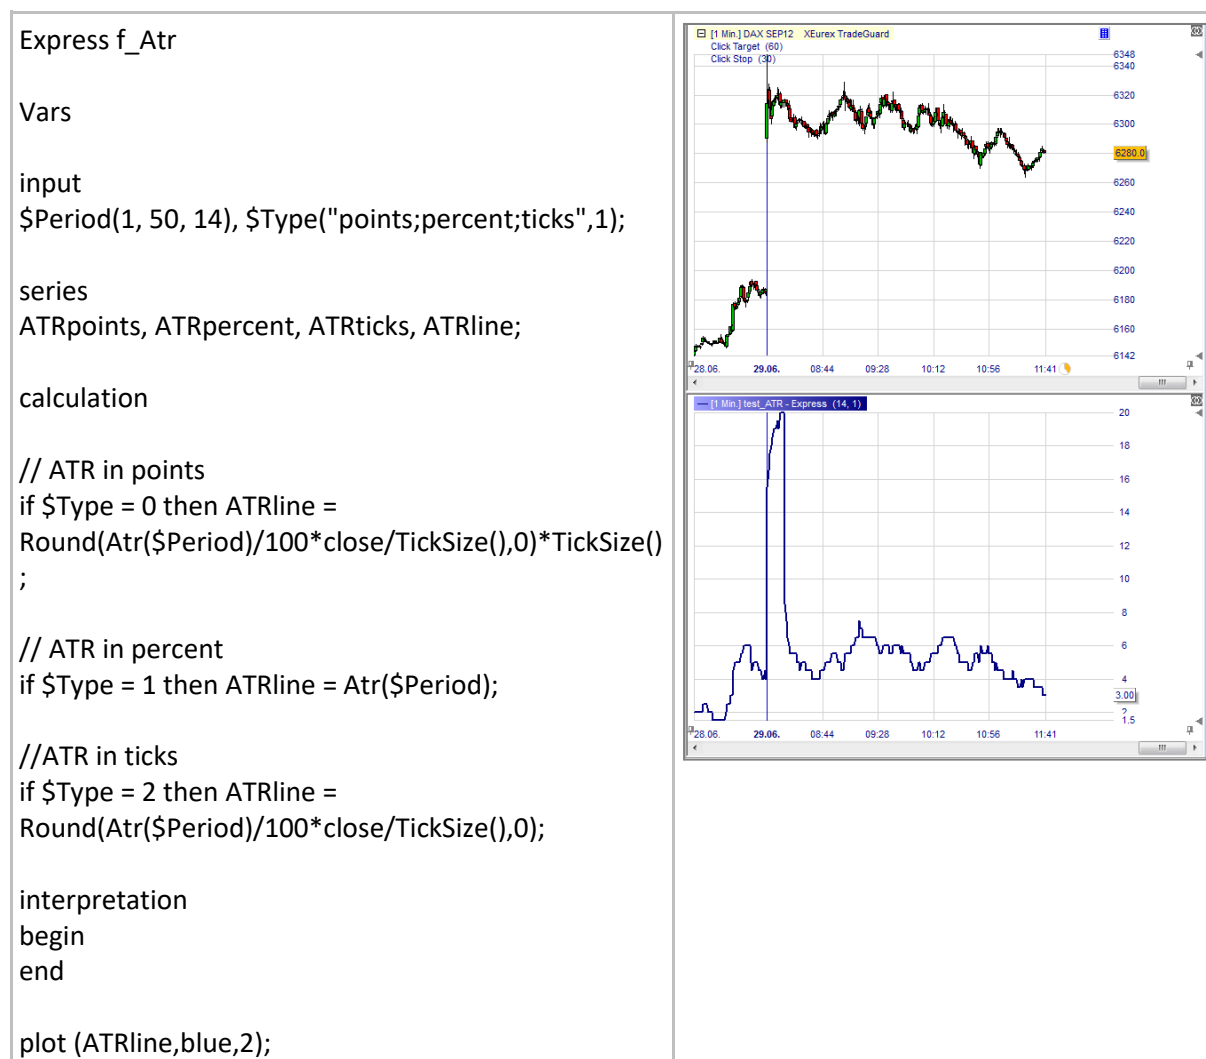 Express f_Atr
Vars
input
$Period(1, 50, 14), $Type("points;percent;ticks",1);
series
ATRpoints, ATRpercent, ATRticks, ATRline;
calculation
// ATR in points
if $Type = 0 then ATRline =
Round(Atr($Period)/100*close/TickSize(),0)*TickSize()
;
// ATR in percent
if $Type = 1 then ATRline = Atr($Period);
//ATR in ticks
if $Type = 2 then ATRline =
Round(Atr($Period)/100*close/TickSize(),0);
interpretation
begin
end
plot (ATRline,blue,2);
[1 Min.] DAX SEP12 XEurex TradeGuard
Click Target (60)
Click Stop (30)
6348
6340
6320
6300
6280.0
6260
6240
6220
6200
6180
6160
6142
28.06. 29.06. 08:44 09:28 10:12 10:56 11:41
[1 Min.] test_ATR - Express (14, 1)
20
18
16
14
12
10
8
6
4
3.00
2
1.5
28.06. 29.06. 08:44 09:28 10:12 10:56 11:41